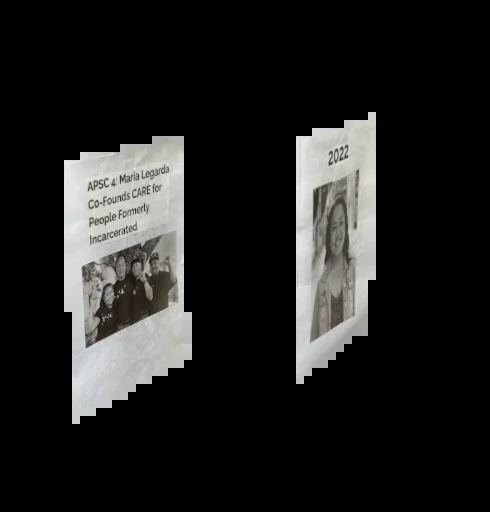 APSC 4: Maria Legarda
Co-Founds CARE for
People Formerly
Incarcerated
2022